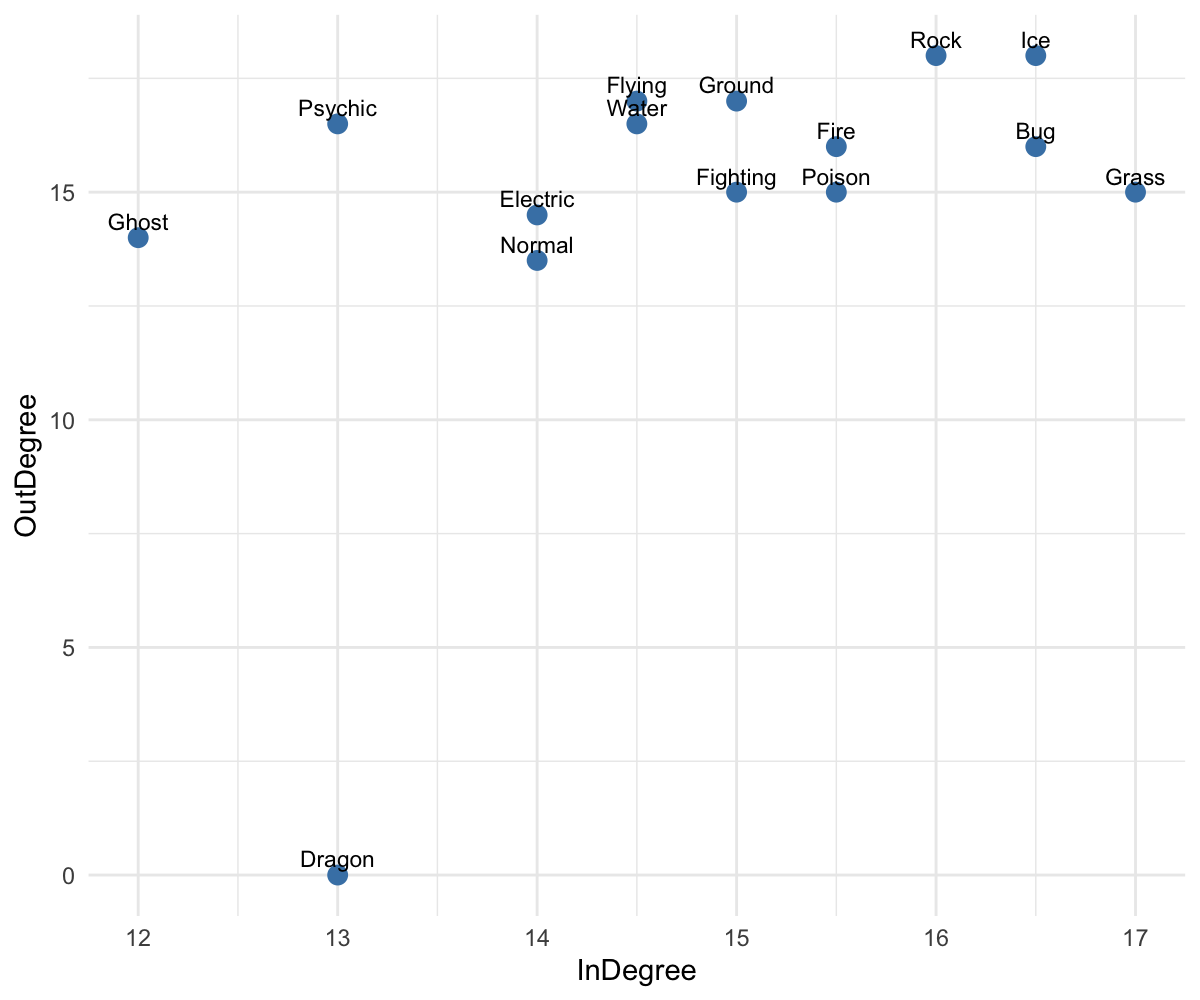 Rock
Ice
Flying
Ground
Psychic
Water
Fire
Bug
Fighting
Poison
Grass
Electric
Ghost
Normal
Dragon
15
10
5
0
OutDegree
12
13
14
15
16
17
InDegree